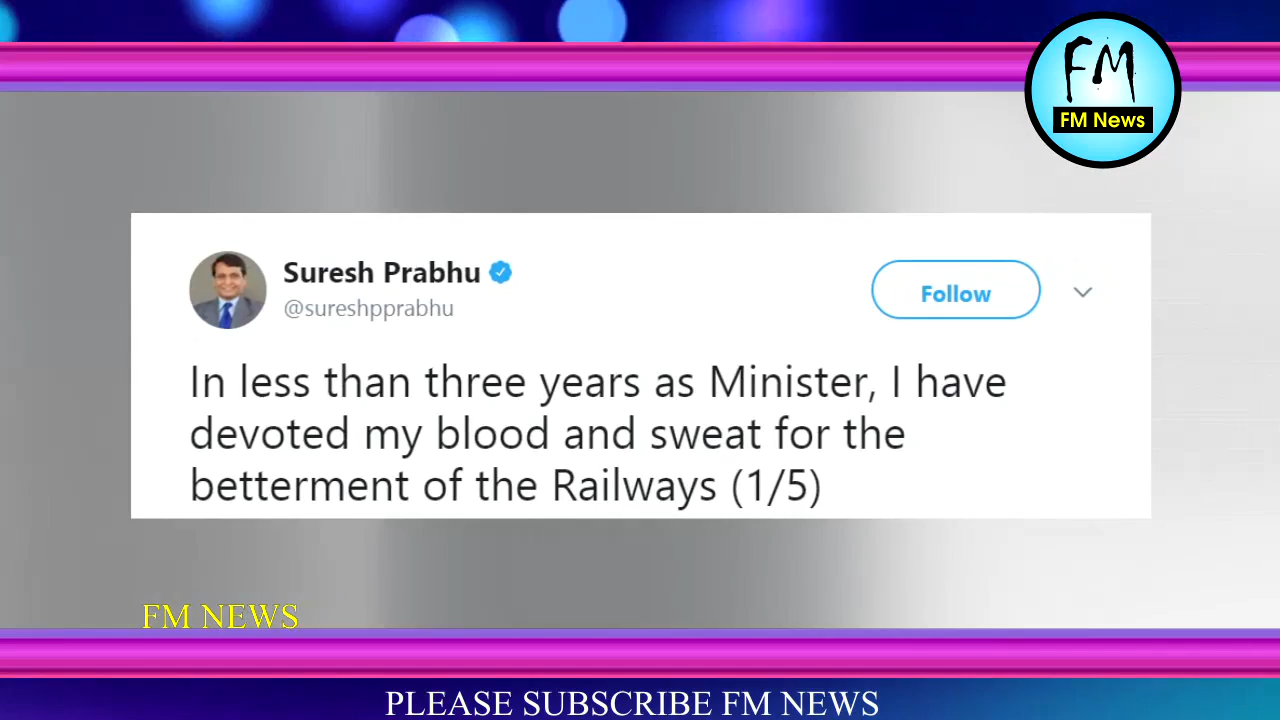 FM
FM News
Suresh Prabhu
@sureshpprabhu
Follow
In less than three years as Minister, I have
devoted my blood and sweat for the
betterment of the Railways (1/5)
FM NEWS
PLEASE SUBSCRIBE FM NEWS